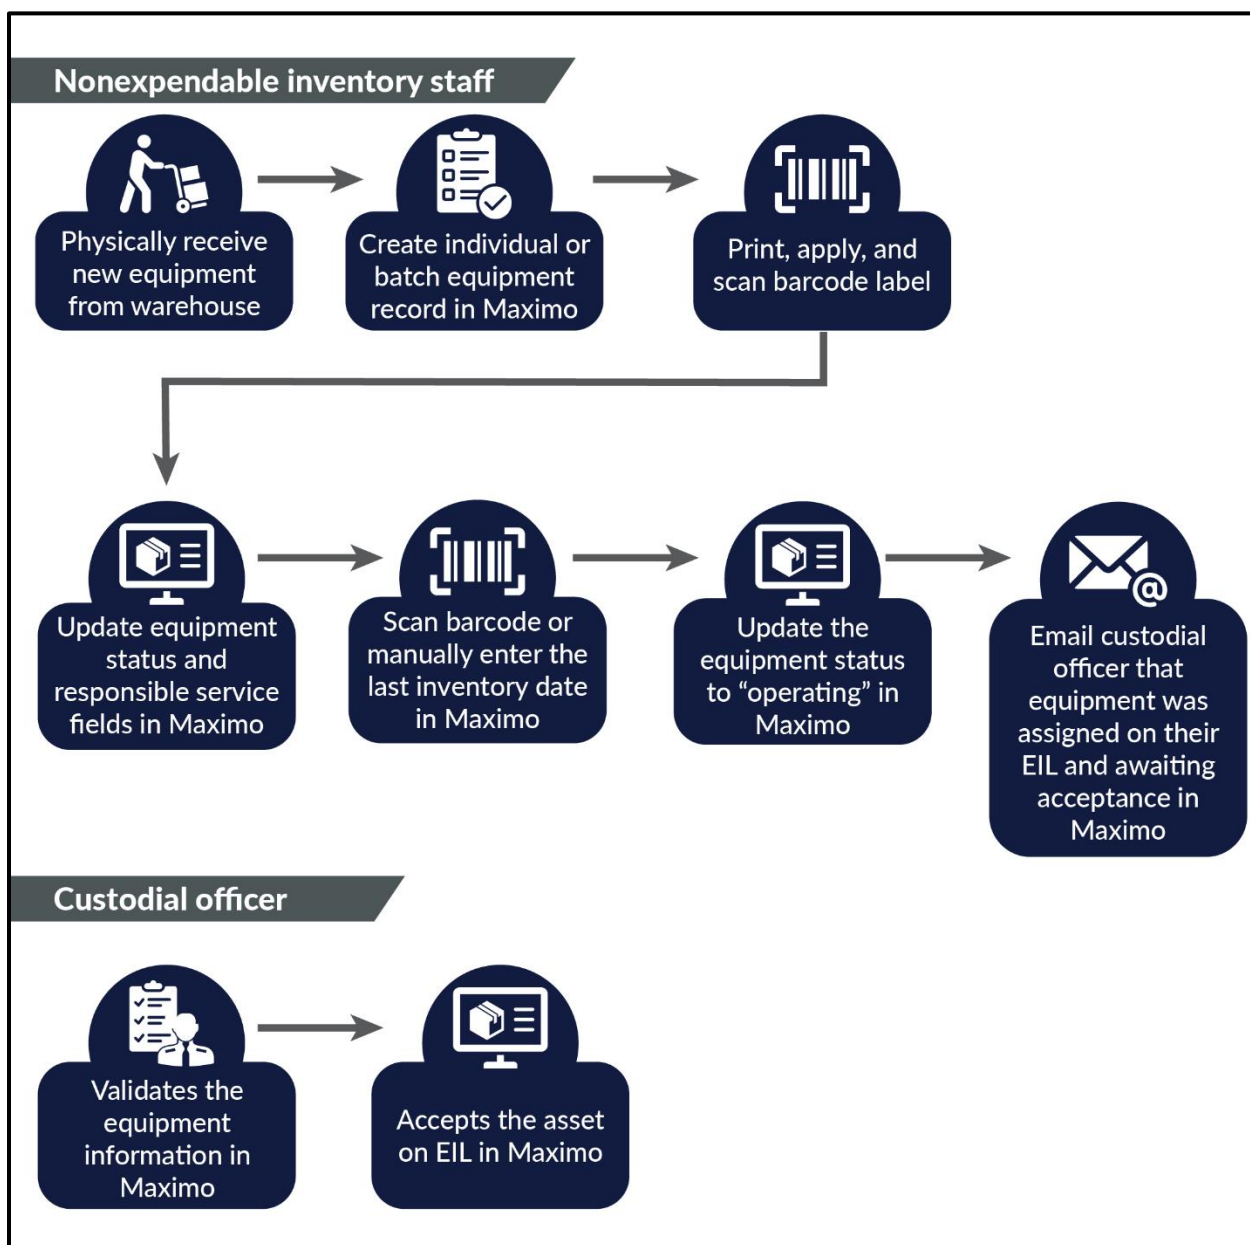 Nonexpendable inventory staff
Physically receive
new equipment
from warehouse
Create individual or
batch equipment
record in Maximo
Print, apply, and
scan barcode label
Update equipment
status and
responsible service
fields in Maximo
Scan barcode or
manually enter the
last inventory date
in Maximo
Update the
equipment status
to “operating” in
Maximo
@
Email custodial
officer that
equipment was
assigned on their
EIL and awaiting
acceptance in
Maximo
Custodial officer
Validates the
equipment
information in
Maximo
Accepts the asset
on EIL in Maximo